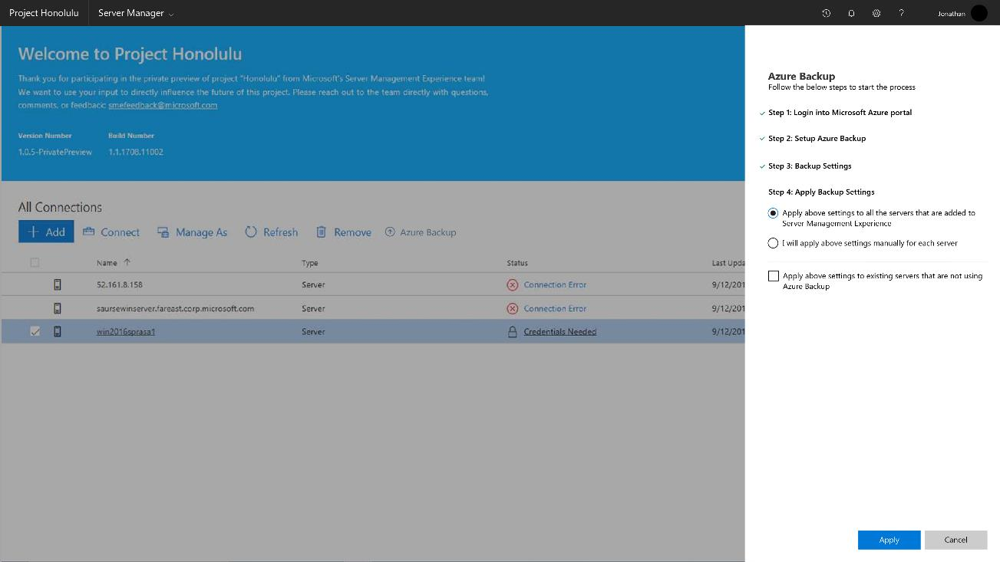 Project Honolulu
Server Manager
?
Jonathan
Welcome to Project Honolulu
Thank you for participating in the private preview of project "Honolulu" from Microsoft's Server Management Experience team!
We want to use your input to directly influence the future of this project. Please reach out to the team directly with questions,
comments, or feedback: smefeedback@microsoft.com
Version Number Build Number
1.0.5-PrivatePreview 1.1.1708.11002
All Connections
Add Connect Manage As Refresh Remove Azure Backup
Name Type Status Last Upda
52.161.8.158 Server Connection Error 9/12/201
saursewinserver.fareast.corp.microsoft.com Server Connection Error 9/12/201
win2016sprasa1 Server Credentials Needed 9/12/201
Azure Backup
Follow the below steps to start the process
Step 1: Login into Microsoft Azure portal
Step 2: Setup Azure Backup
Step 3: Backup Settings
Step 4: Apply Backup Settings
Apply above settings to all the servers that are added to
Server Management Experience
I will apply above settings manually for each server
Apply above settings to existing servers that are not using
Azure Backup
Apply Cancel